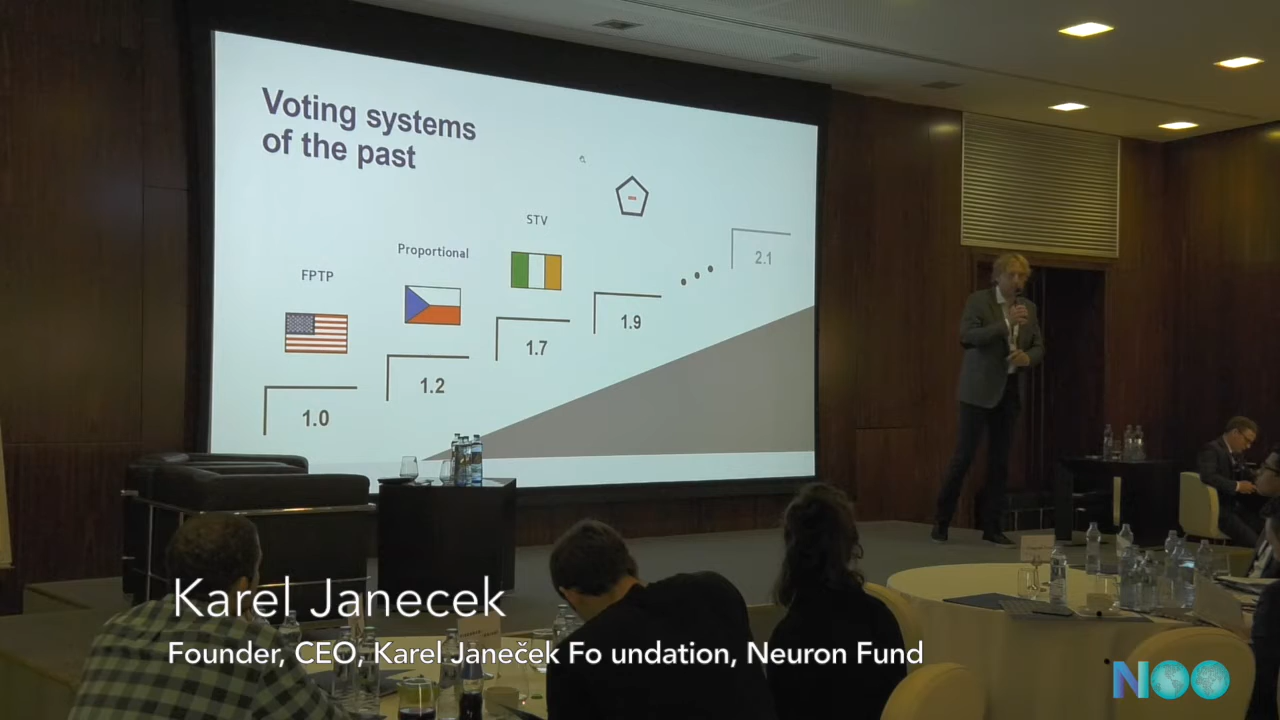 Voting systems
of the past
FPTP
Proportional
STV
1.0
1.2
1.7
1.9
2.1
Karel Janecek
Founder, CEO, Karel Janeček Fo undation, Neuron Fund
NOO